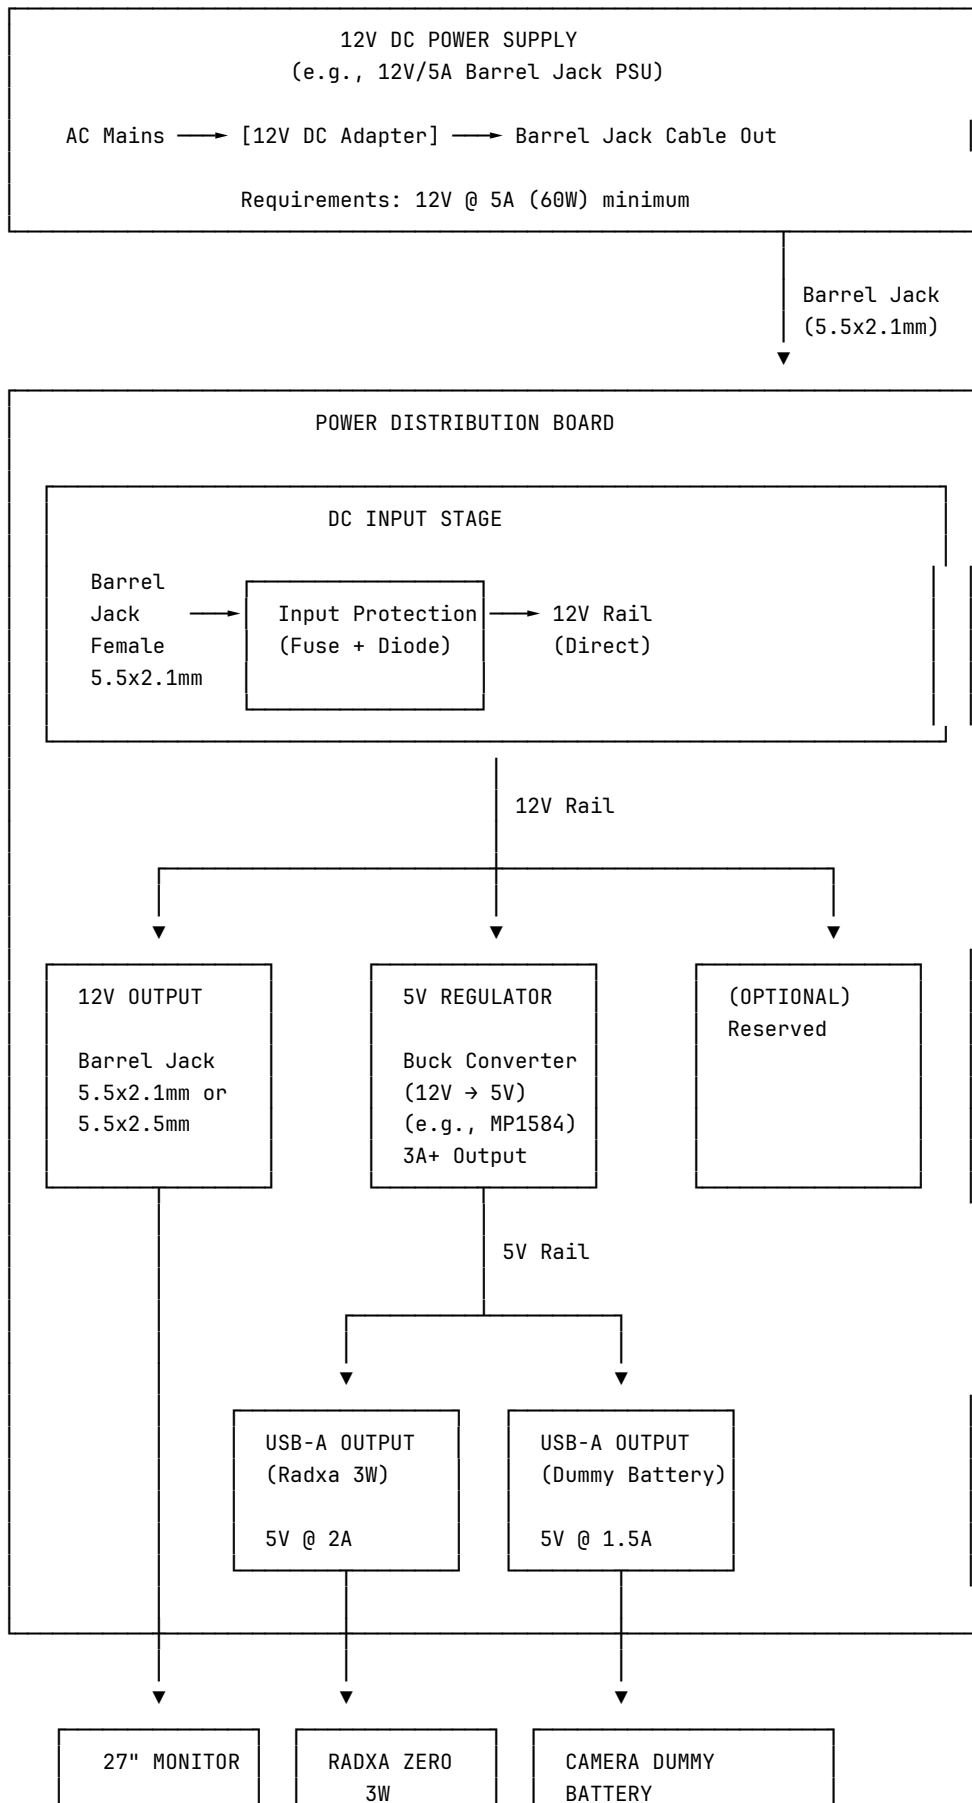 12V DC POWER SUPPLY
(e.g., 12V/5A Barrel Jack PSU)
AC Mains ──→ [12V DC Adapter] ──→ Barrel Jack Cable Out
Requirements: 12V @ 5A (60W) minimum
Barrel Jack
(5.5x2.1mm)
POWER DISTRIBUTION BOARD
DC INPUT STAGE
Barrel
Jack
Female
5.5x2.1mm
Input Protection
(Fuse + Diode)
12V Rail
(Direct)
12V Rail
12V OUTPUT
Barrel Jack
5.5x2.1mm or
5.5x2.5mm
5V REGULATOR
Buck Converter
(12V → 5V)
(e.g., MP1584)
3A+ Output
(OPTIONAL)
Reserved
5V Rail
USB-A OUTPUT
(Radxa 3W)
5V @ 2A
USB-A OUTPUT
(Dummy Battery)
5V @ 1.5A
27" MONITOR
RADXA ZERO
3W
CAMERA DUMMY
BATTERY